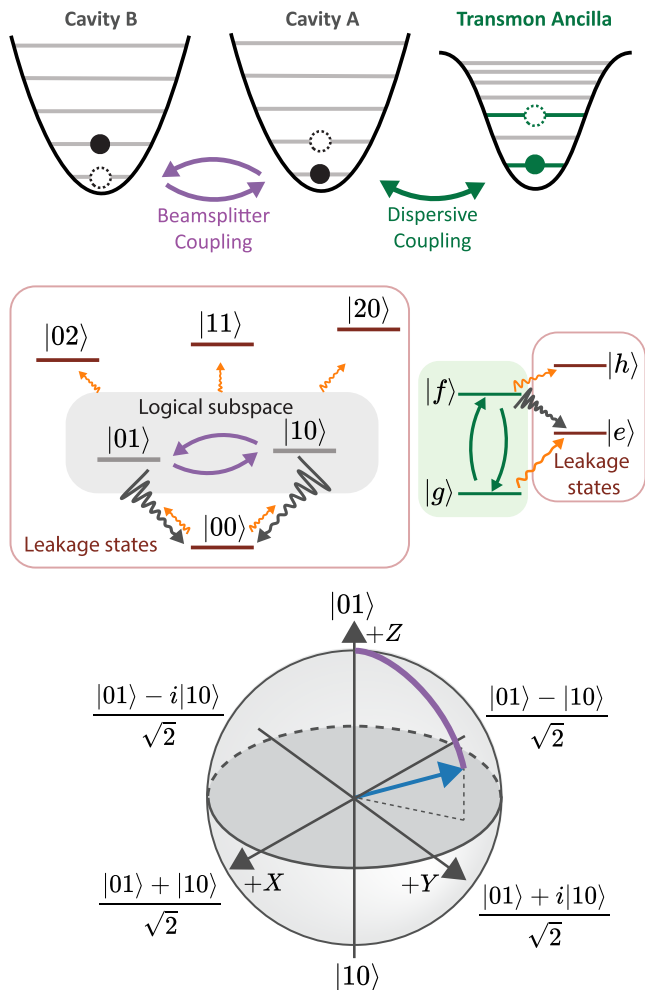 Cavity B
Cavity A
Transmon Ancilla
Beamsplitter
Coupling
Dispersive
Coupling
|02⟩
|11⟩
|20⟩
Logical subspace
|01⟩
|10⟩
|00⟩
Leakage states
|f⟩
|g⟩
|h⟩
|e⟩
Leakage
states
|01⟩
+Z
|01⟩ − i|10⟩
√2
|01⟩ − |10⟩
√2
+X
+Y
|01⟩ + |10⟩
√2
|01⟩ + i|10⟩
√2
|10⟩